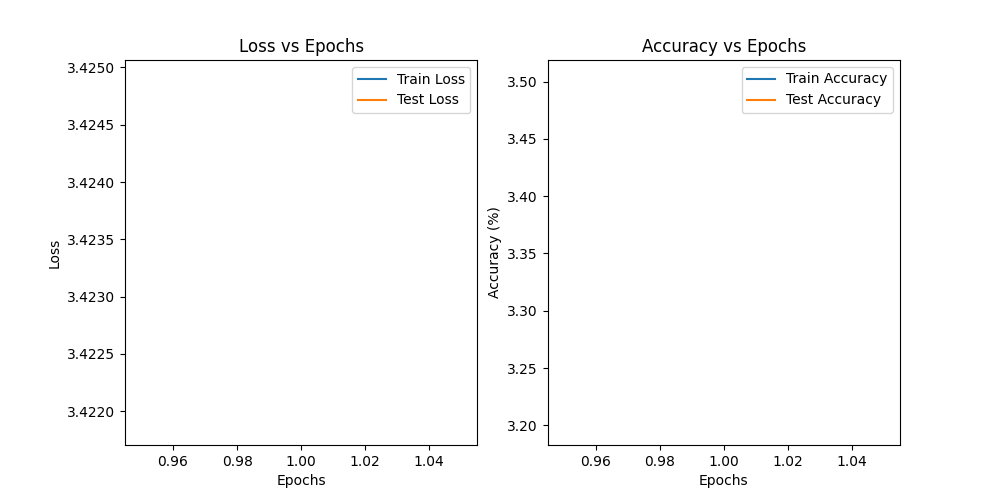 Loss vs Epochs
3.4250
3.4245
3.4240
3.4235
3.4230
3.4225
3.4220
Loss
Train Loss
Test Loss
0.96 0.98 1.00 1.02 1.04
Epochs
Accuracy vs Epochs
3.50
3.45
3.40
3.35
3.30
3.25
3.20
Accuracy (%)
Train Accuracy
Test Accuracy
0.96 0.98 1.00 1.02 1.04
Epochs